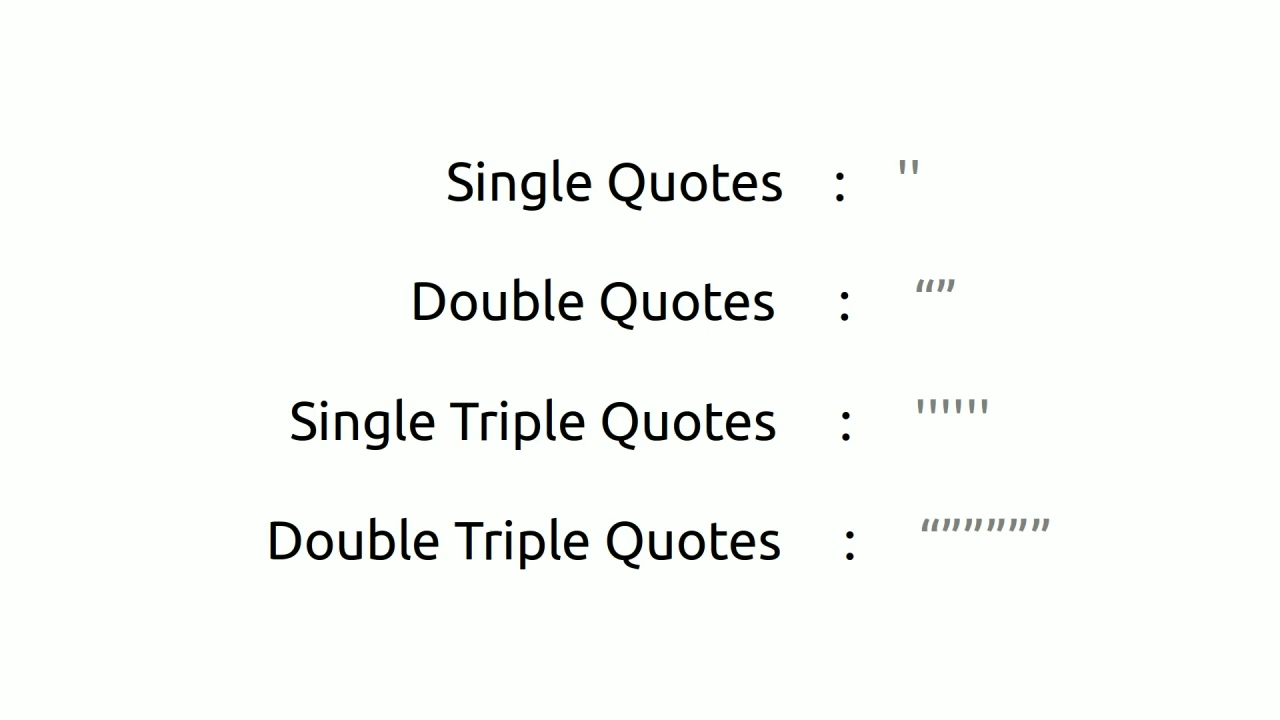 Single Quotes : ''
Double Quotes : “”
Single Triple Quotes : ''''''
Double Triple Quotes : “”””””